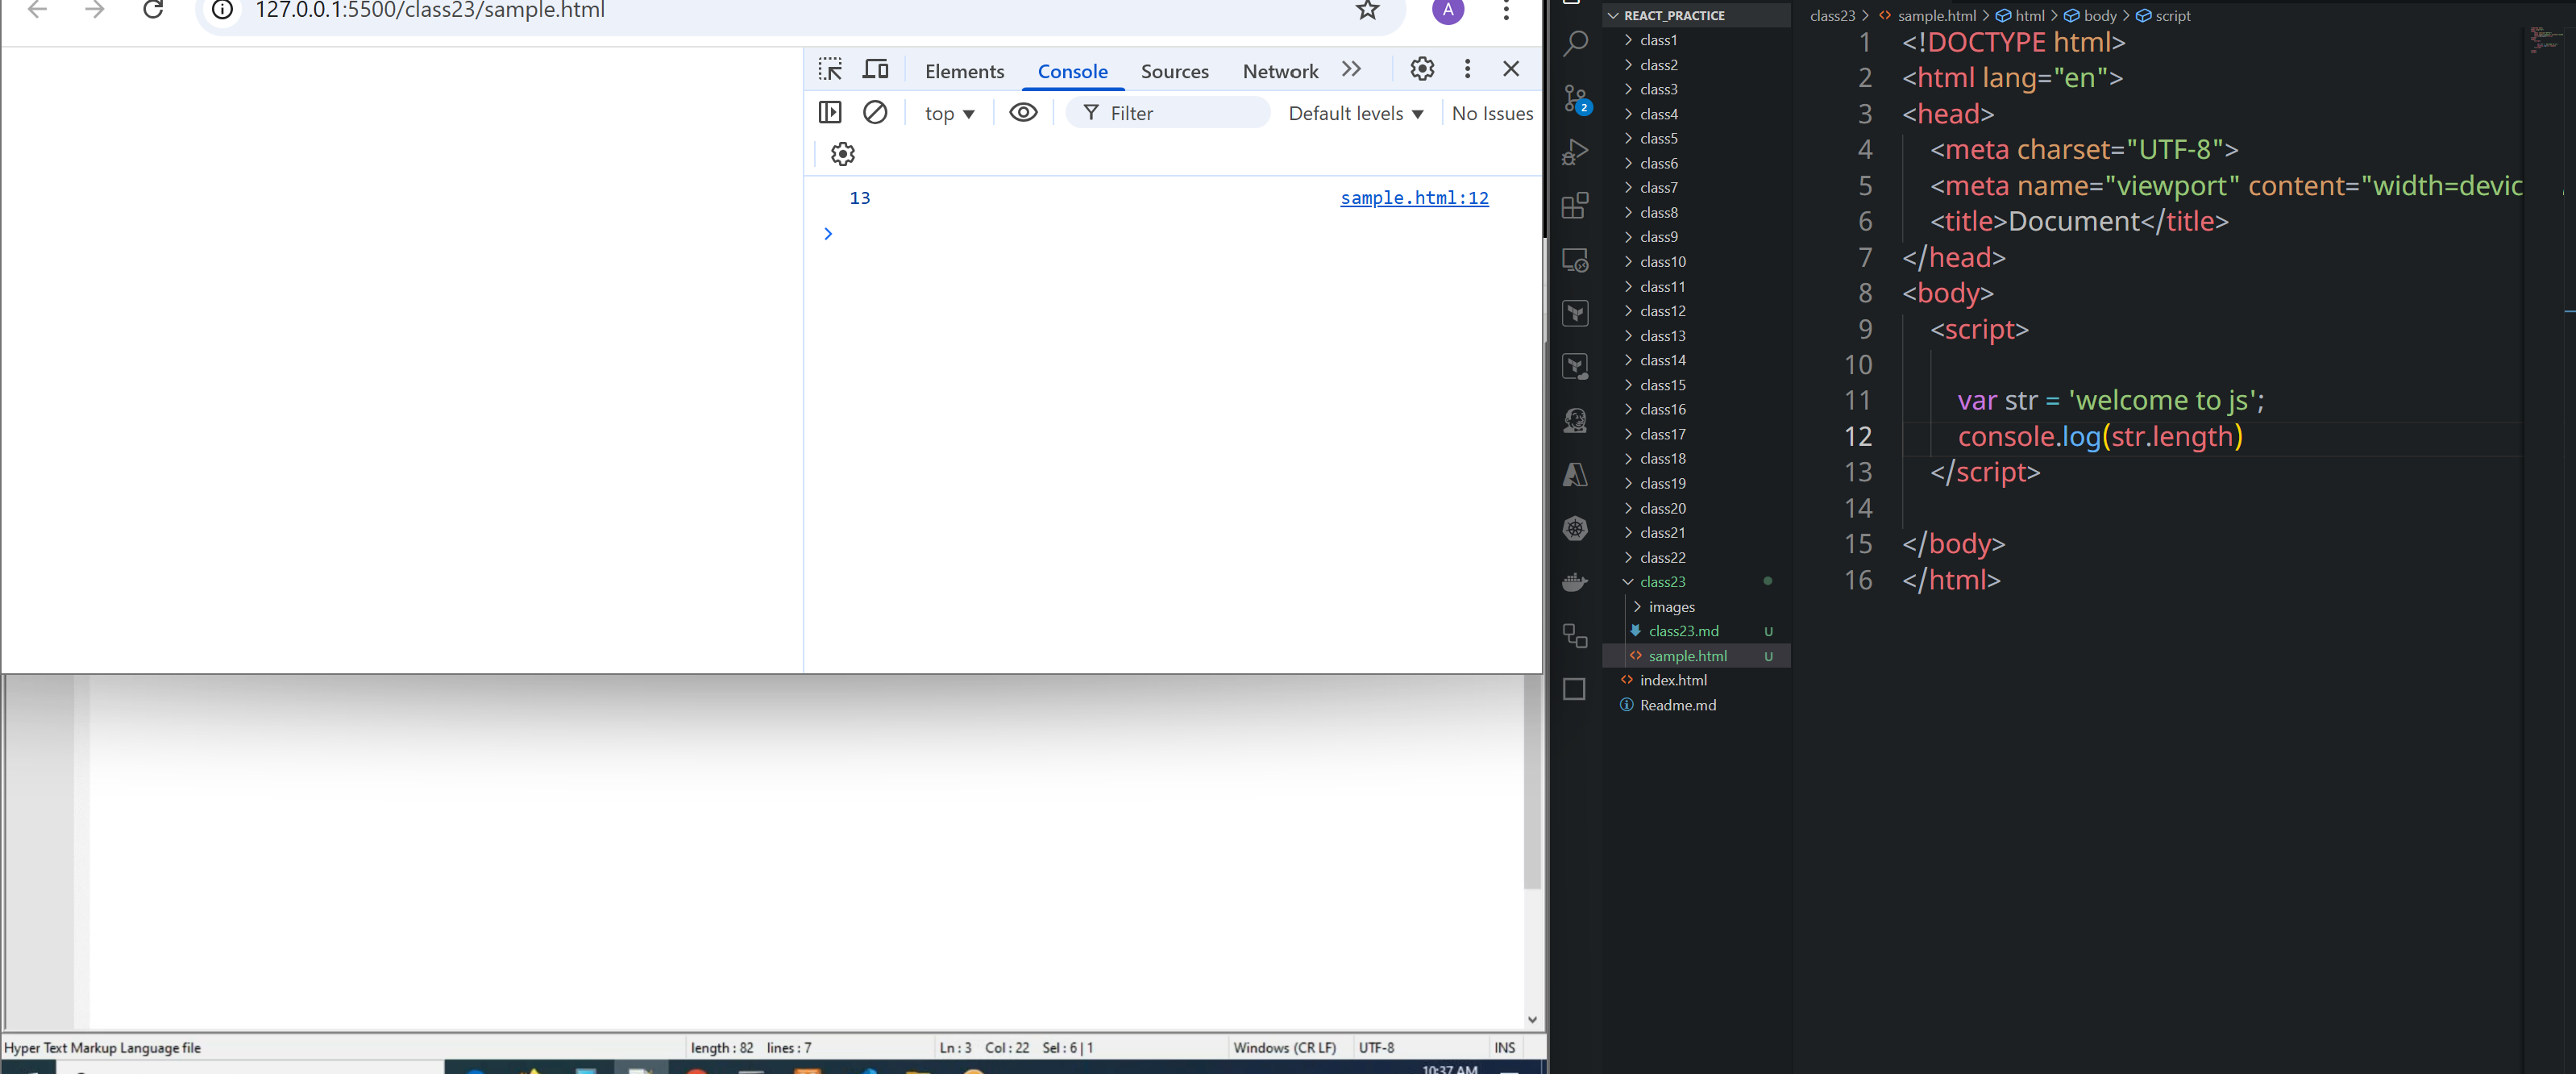 127.0.0.1:5500/class23/sample.html
A
Elements Console Sources Network
top Filter Default levels No Issues
13 sample.html:12
Hyper Text Markup Language file length : 82 lines : 7 Ln : 3 Col : 22 Sel : 6 | 1 Windows (CR LF) UTF-8 INS
10:37 AM
2
REACT_PRACTICE
class1
class2
class3
class4
class5
class6
class7
class8
class9
class10
class11
class12
class13
class14
class15
class16
class17
class18
class19
class20
class21
class22
class23
images
class23.md U
sample.html U
index.html
Readme.md
class23 > sample.html > html > body > script
1 <!DOCTYPE html>
2 <html lang="en">
3 <head>
4 <meta charset="UTF-8">
5 <meta name="viewport" content="width=devic
6 <title>Document</title>
7 </head>
8 <body>
9 <script>
10
11 var str = 'welcome to js';
12 console.log(str.length)
13 </script>
14
15 </body>
16 </html>